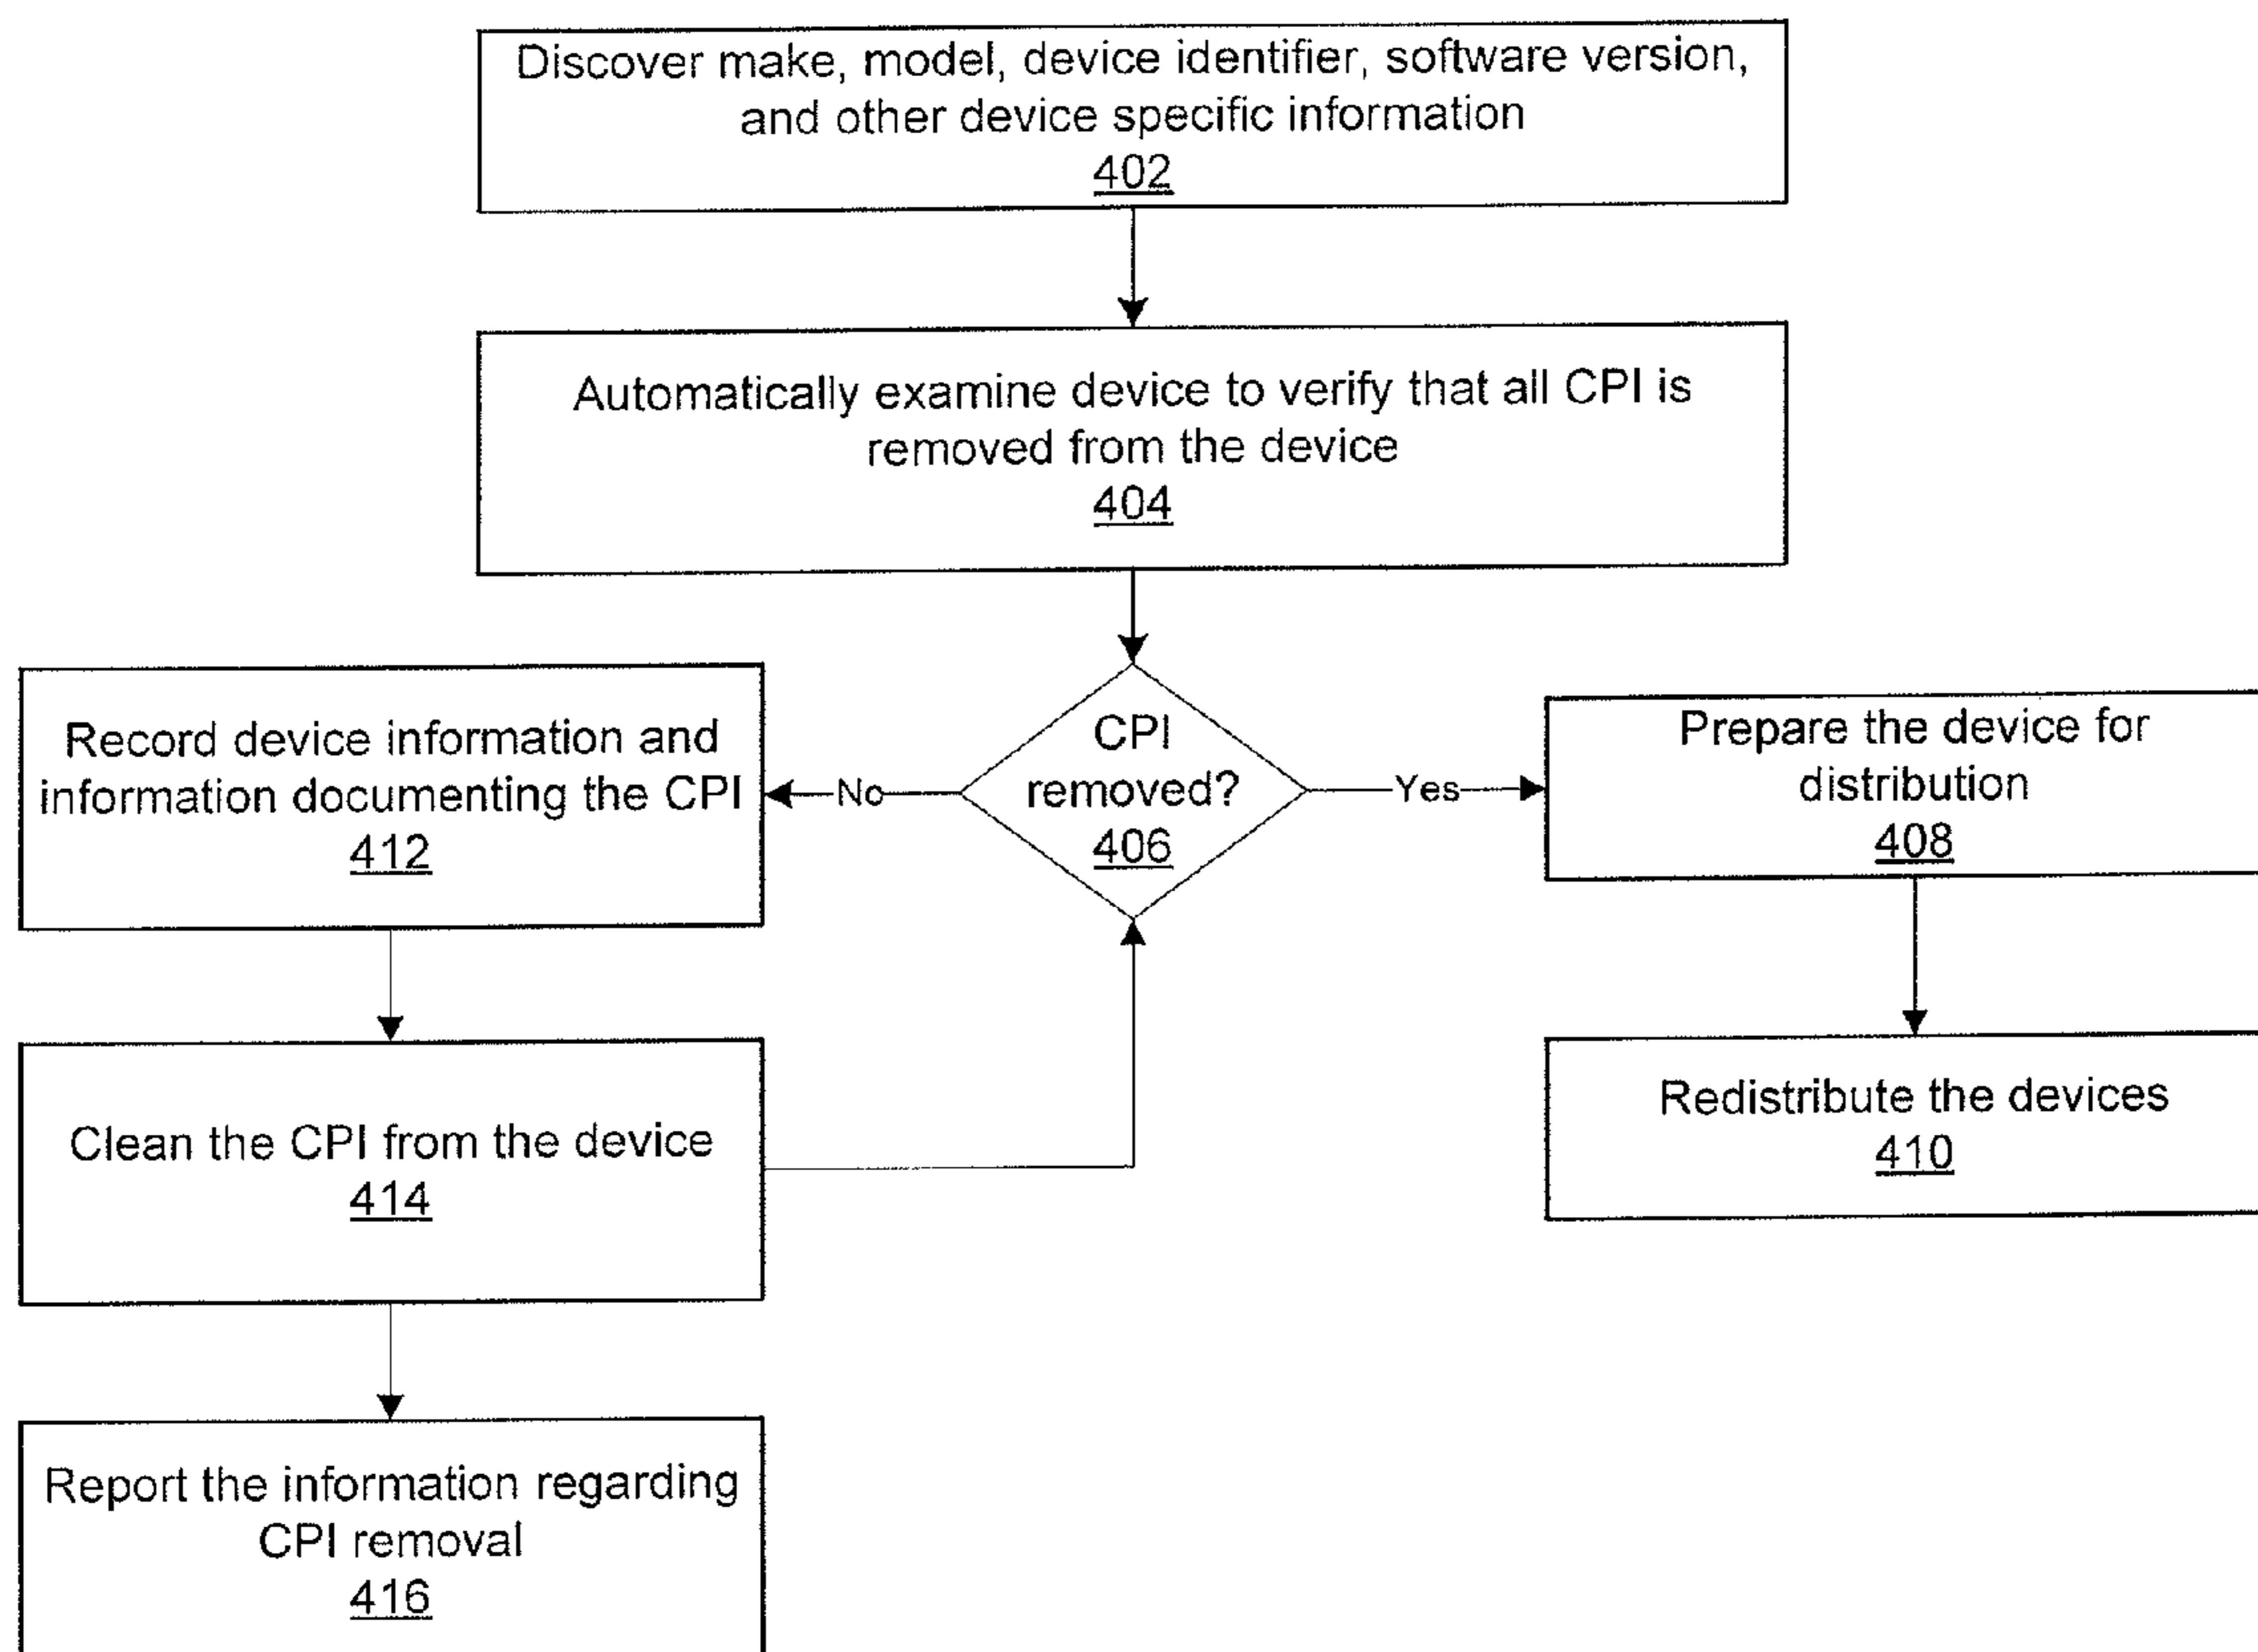 Discover make, model, device identifier, software version,
and other device specific information
402
Automatically examine device to verify that all CPI is
removed from the device
404
CPI
removed?
406
No
Yes
Record device information and
information documenting the CPI
412
Prepare the device for
distribution
408
Clean the CPI from the device
414
Redistribute the devices
410
Report the information regarding
CPI removal
416